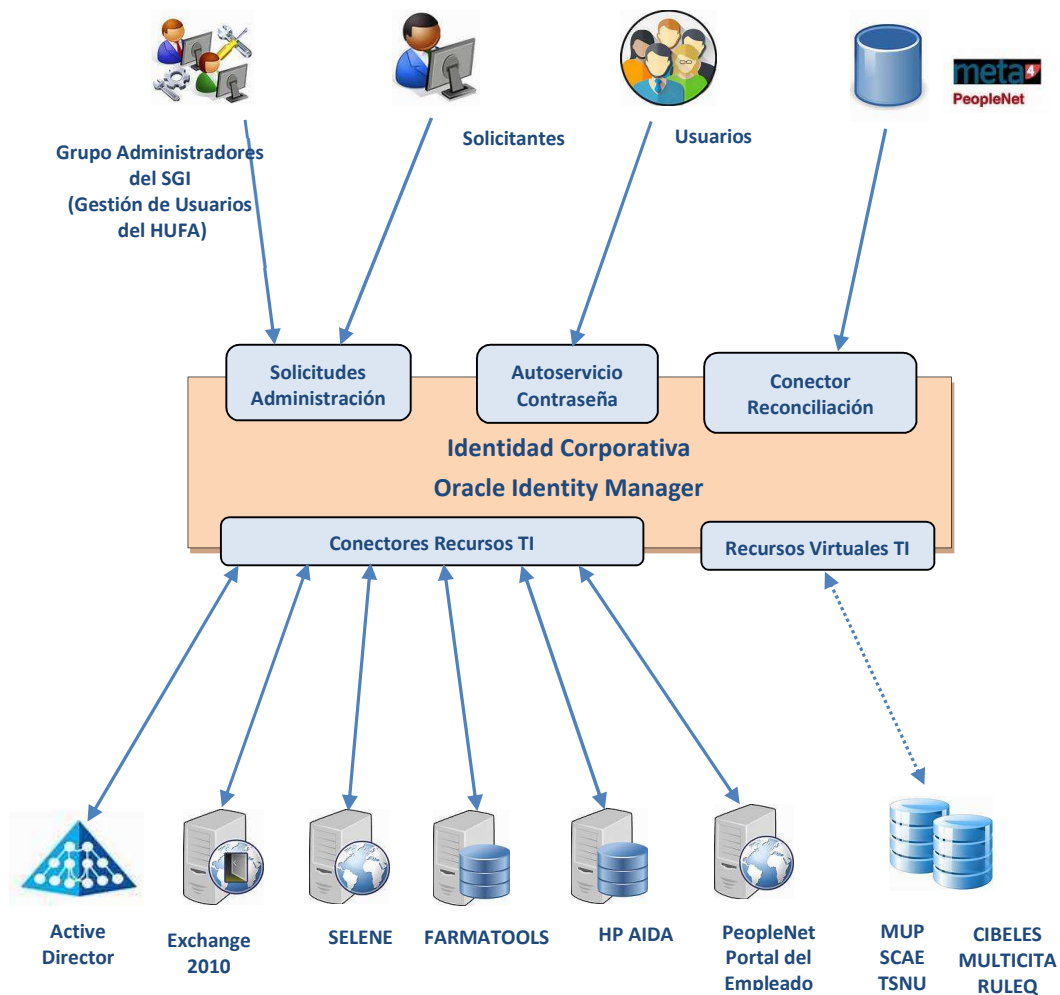 meta4
PeopleNet
Grupo Administradores
del SGI
(Gestión de Usuarios
del HUFA)
Solicitantes
Usuarios
Solicitudes
Administración
Autoservicio
Contraseña
Conector
Reconciliación
Identidad Corporativa
Oracle Identity Manager
Conectores Recursos TI
Recursos Virtuales TI
Active
Director
Exchange
2010
SELENE
FARMATOOLS
HP AIDA
PeopleNet
Portal del
Empleado
MUP
SCAE
TSNU
CIBELES
MULTICITA
RULEQ